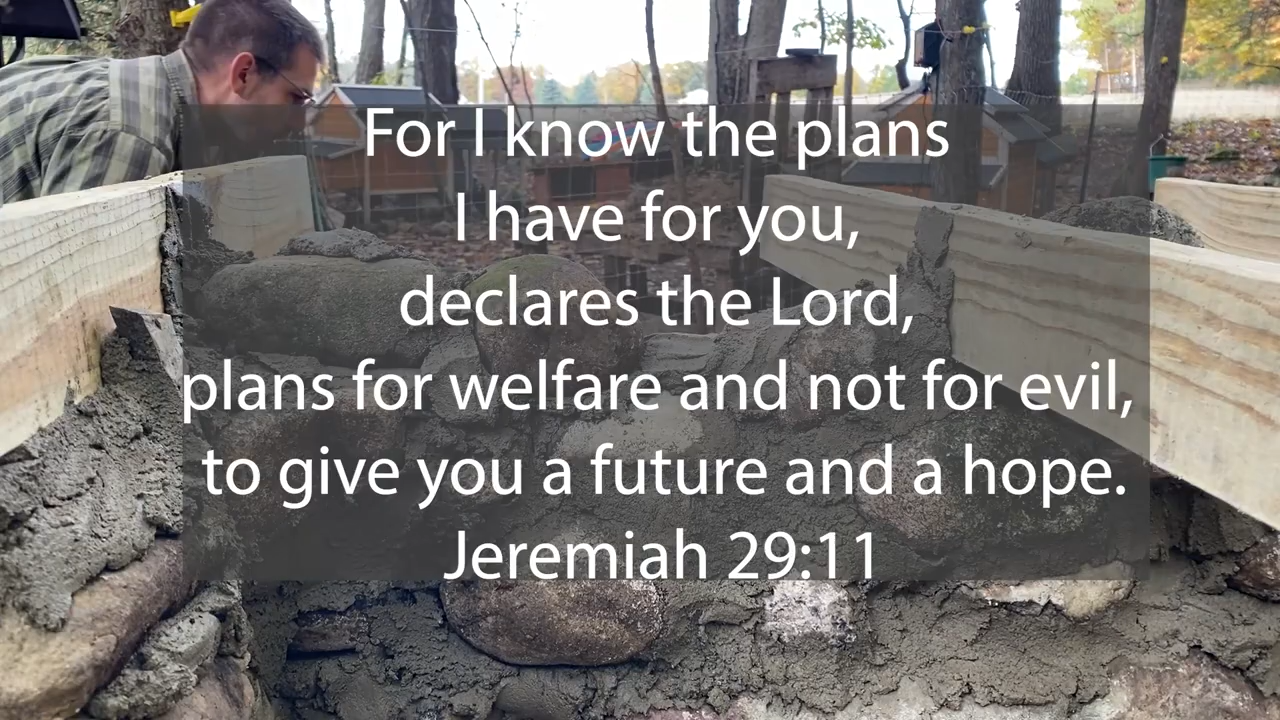 For I know the plans
I have for you,
declares the Lord,
plans for welfare and not for evil,
to give you a future and a hope.
Jeremiah 29:11